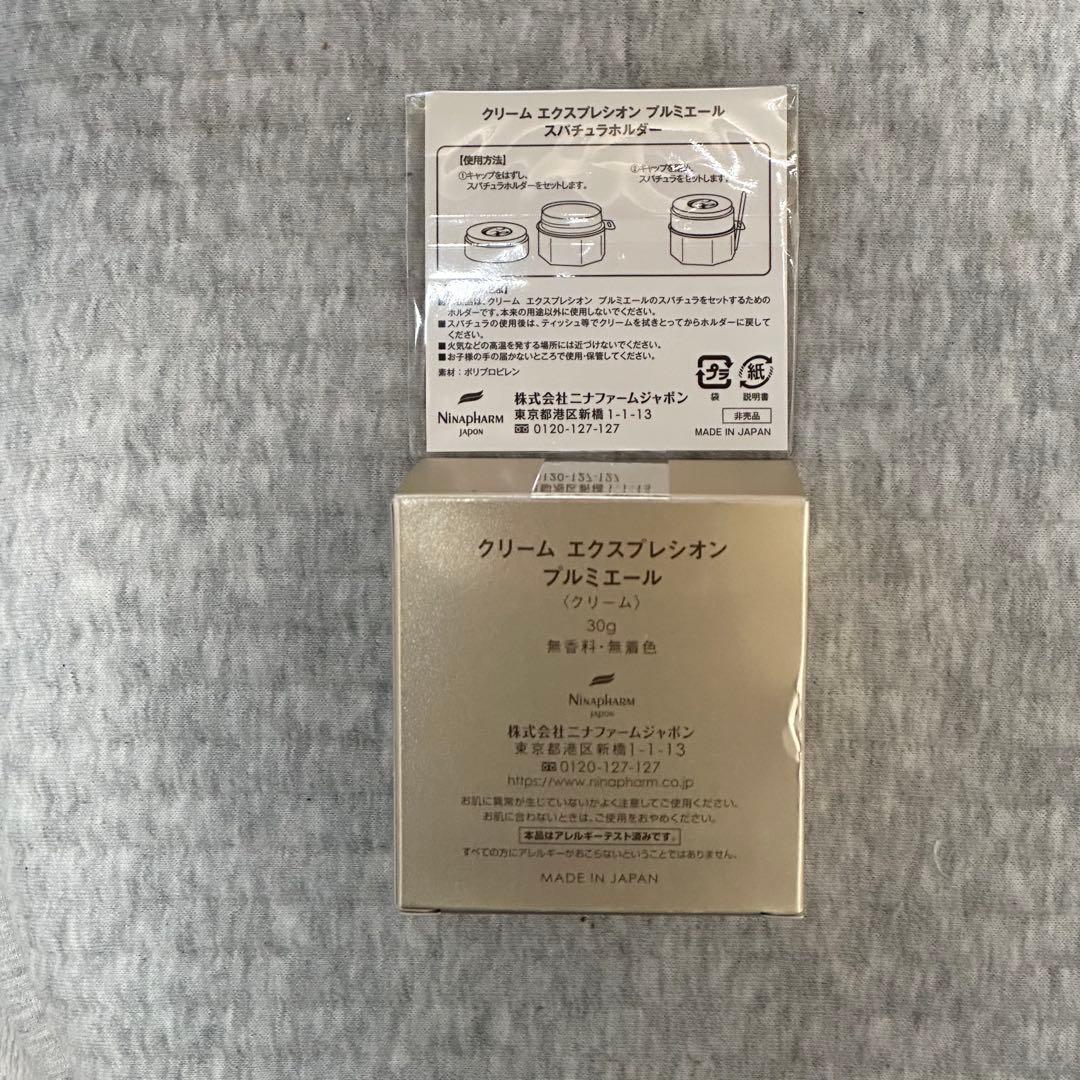 クリーム エクスプレシオン プルミエール
スパチュラホルダー
【使用方法】
①キャップをはずし、
スパチュラホルダーをセットします。
②キャップを
スパチュラをセットします。
は、クリーム エクスプレシオン プルミエールのスパチュラをセットするための
ホルダーです。本来の用途以外に使用しないでください。
■スパチュラの使用後は、ティッシュ等でクリームを拭きとってからホルダーに戻して
ください。
■火気などの高温を発する場所には近づけないでください。
■お子様の手の届かないところで使用・保管してください。
素材：ポリプロピレン
プラ
袋
紙
説明書
NINAPHARM
JAPON
株式会社ニナファームジャポン
東京都港区新橋1-1-13
0120-127-127
非売品
MADE IN JAPAN
0120-127-127
東京都港区新橋1-1-13
クリーム エクスプレシオン
プルミエール
〈クリーム〉
30g
無香料・無着色
NINAPHARM
JAPON
株式会社ニナファームジャポン
東京都港区新橋1-1-13
0120-127-127
https://www.ninapharm.co.jp
お肌に異常が生じていないかよく注意してご使用ください。
お肌に合わないときは、ご使用をおやめください。
本品はアレルギーテスト済みです。
すべての方にアレルギーがおこらないということではありません。
MADE IN JAPAN